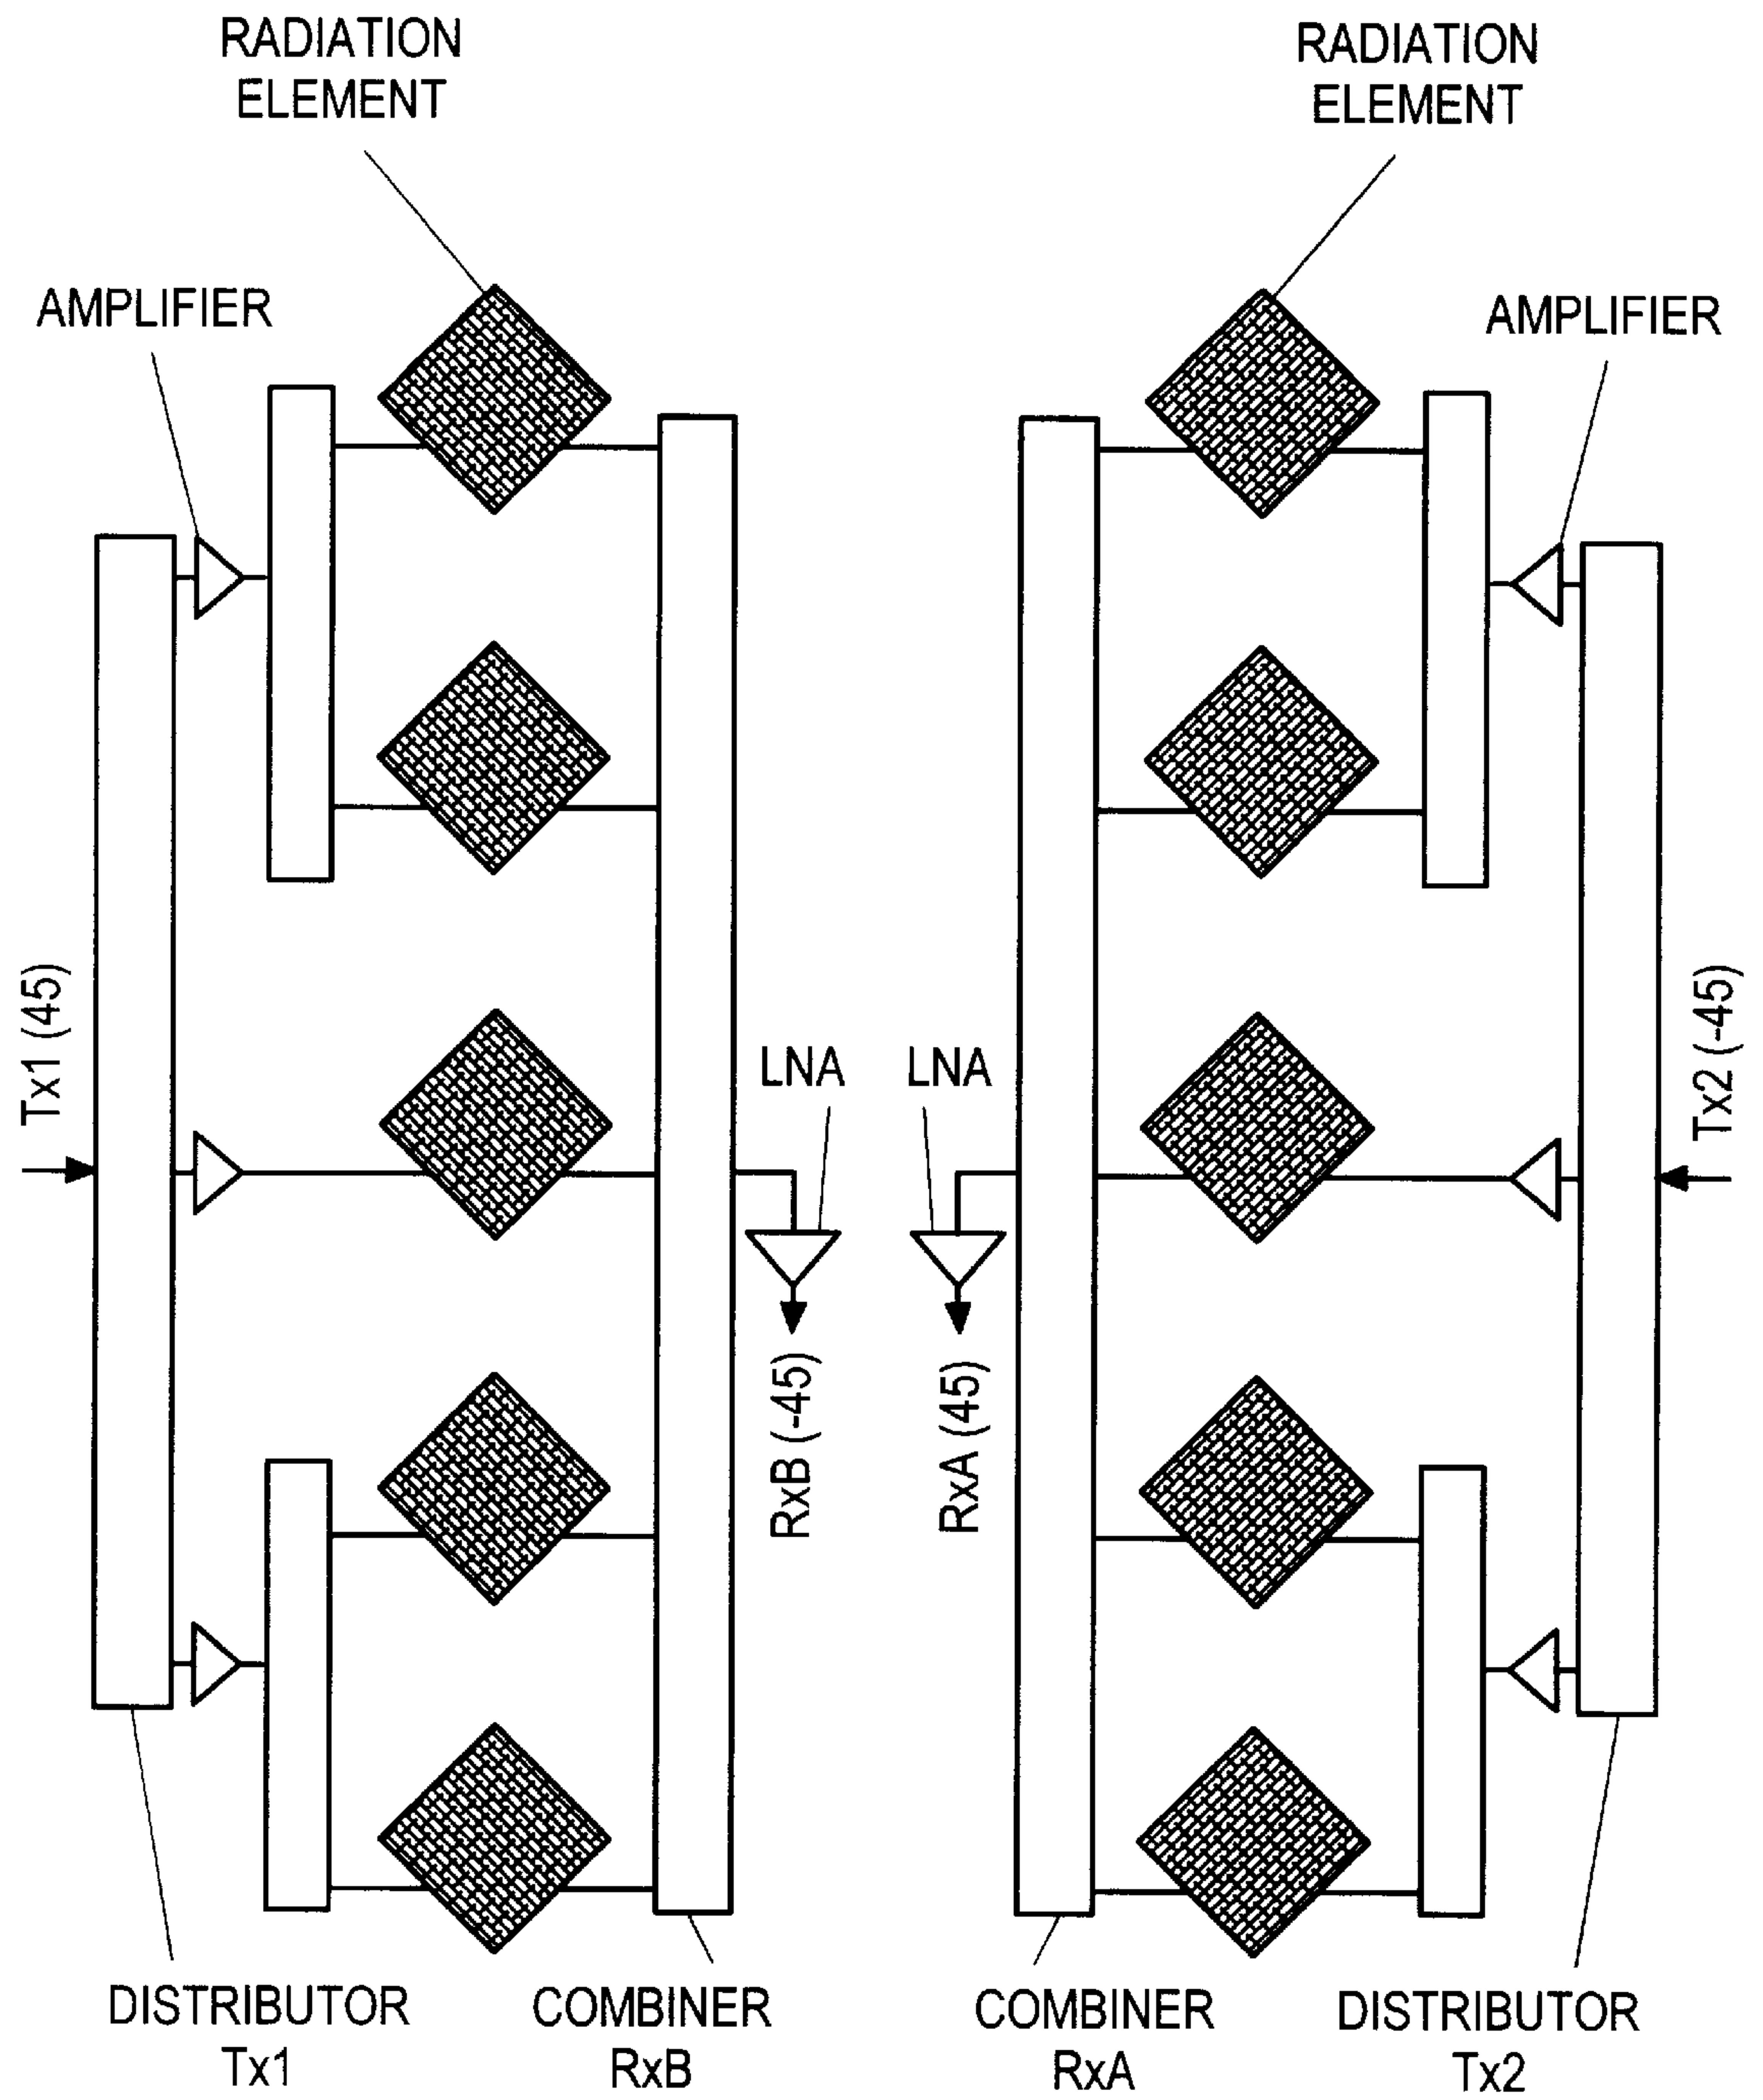 RADIATION
ELEMENT
RADIATION
ELEMENT
AMPLIFIER
AMPLIFIER
Tx1 (45)
LNA
LNA
Tx2 (-45)
RxB (-45)
RxA (45)
DISTRIBUTOR
Tx1
COMBINER
RxB
COMBINER
RxA
DISTRIBUTOR
Tx2